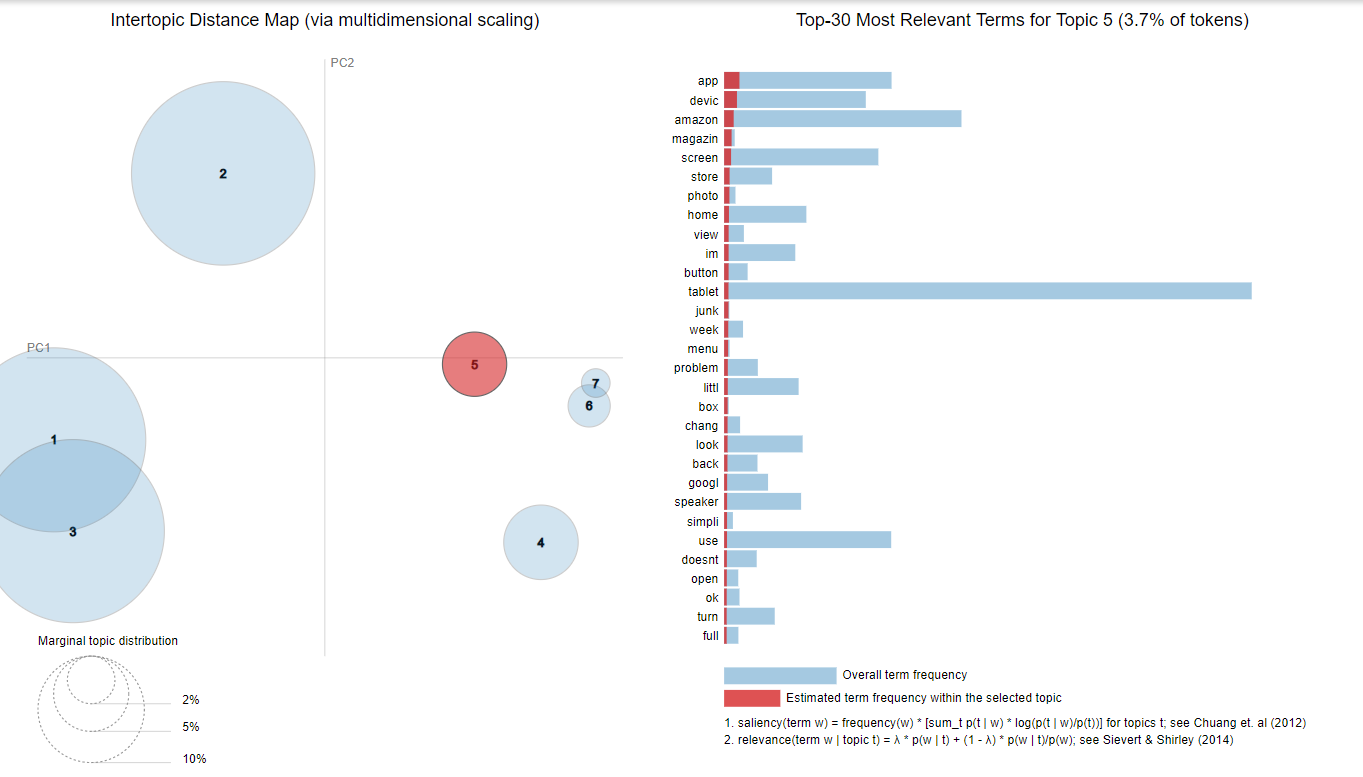 Intertopic Distance Map (via multidimensional scaling)
PC2
2
PC1
5
7
6
1
3
4
Marginal topic distribution
2%
5%
10%
Top-30 Most Relevant Terms for Topic 5 (3.7% of tokens)
app
devic
amazon
magazin
screen
store
photo
home
view
im
button
tablet
junk
week
menu
problem
littl
box
chang
look
back
googl
speaker
simpli
use
doesnt
open
ok
turn
full
Overall term frequency
Estimated term frequency within the selected topic
1. saliency(term w) = frequency(w) * [sum_t p(t | w) * log(p(t | w)/p(t))] for topics t; see Chuang et. al (2012)
2. relevance(term w | topic t) = λ * p(w | t) + (1 - λ) * p(w | t)/p(w); see Sievert & Shirley (2014)